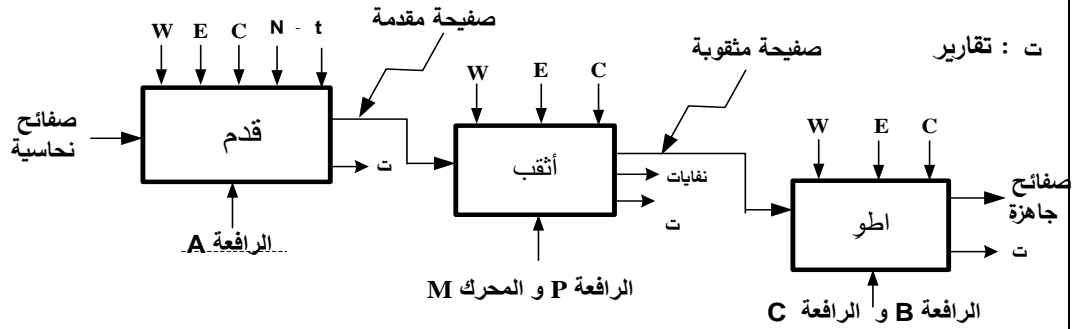 صفيحة مقدمة
W E C N - t
صفائح
نحاسية
قدم
ت
الرافعة A
صفيحة مثقوبة
W E C
أثقب
نفايات
ت
الرافعة P و المحرك M
ت : تقارير
W E C
اطو
صفائح
جاهزة
ت
الرافعة B و الرافعة C